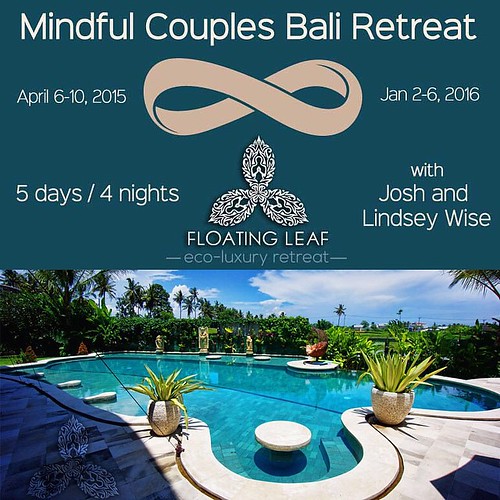 Mindful Couples Bali Retreat
April 6-10, 2015
Jan 2-6, 2016
5 days / 4 nights
with
Josh and
Lindsey Wise
FLOATING LEAF
—eco-luxury retreat—